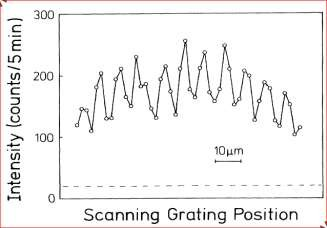 300
200
100
0
Intensity (counts/5 min)
10μm
Scanning Grating Position